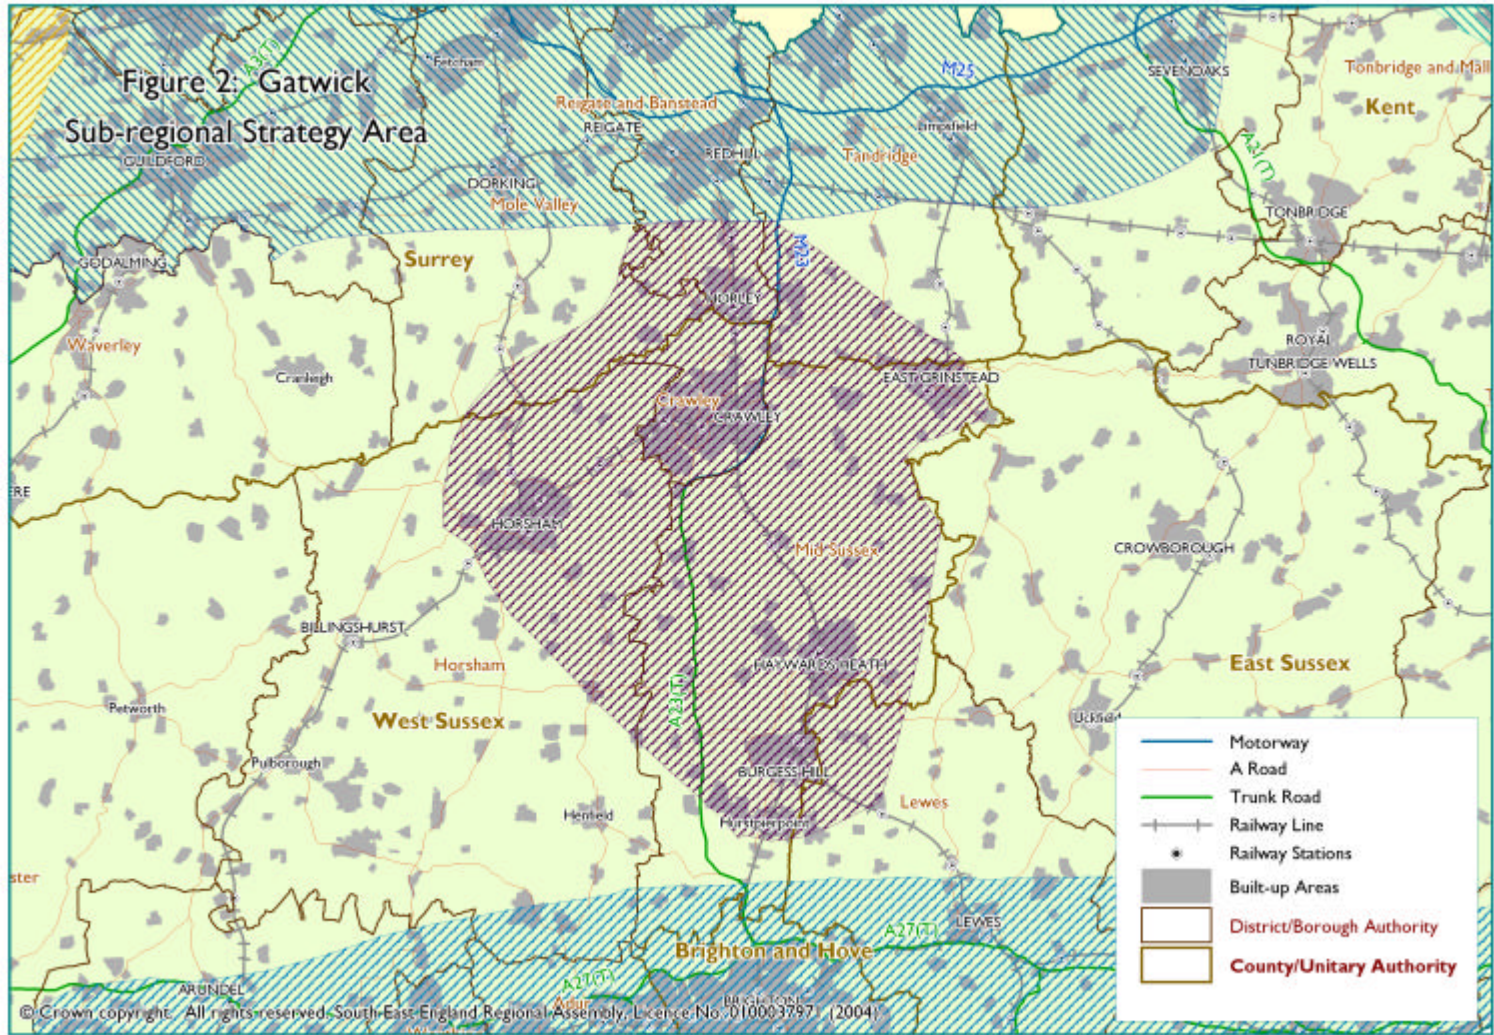 Figure 2: Gatwick
Sub-regional Strategy Area
A3(T)
Fetcham
M25
SEVENOAKS
Tonbridge and Mall
Kent
Reigate and Banstead
REIGATE
REDHILL
Limpsfield
Tandridge
A21(T)
GUILDFORD
DORKING
Mole Valley
TONBRIDGE
GODALMING
Surrey
M23
HORLEY
ROYAL
TUNBRIDGE WELLS
Waverley
Cranleigh
EAST GRINSTEAD
Crawley
CRAWLEY
ERE
HORSHAM
Mid Sussex
CROWBOROUGH
BILLINGSHURST
Horsham
HAYWARDS HEATH
East Sussex
Petworth
West Sussex
A23(T)
Uckfield
Pulborough
BURGESS HILL
Henfield
Hurstpierpoint
Lewes
ster
LEWES
A27(T)
Brighton and Hove
A27(T)
ARUNDEL
Adur
BRIGHTON
Motorway
A Road
Trunk Road
Railway Line
Railway Stations
Built-up Areas
District/Borough Authority
County/Unitary Authority
© Crown copyright. All rights reserved. South East England Regional Assembly, Licence No. 0100037971 (2004)